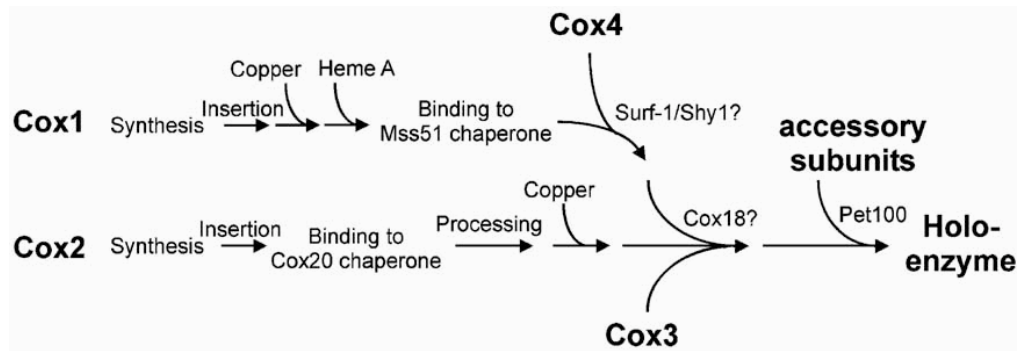 Cox4
Copper
Heme A
Cox1
Synthesis
Insertion
Binding to
Mss51 chaperone
Surf-1/Shy1?
accessory
subunits
Copper
Cox2
Synthesis
Insertion
Binding to
Cox20 chaperone
Processing
Cox18?
Pet100
Holo-
enzyme
Cox3